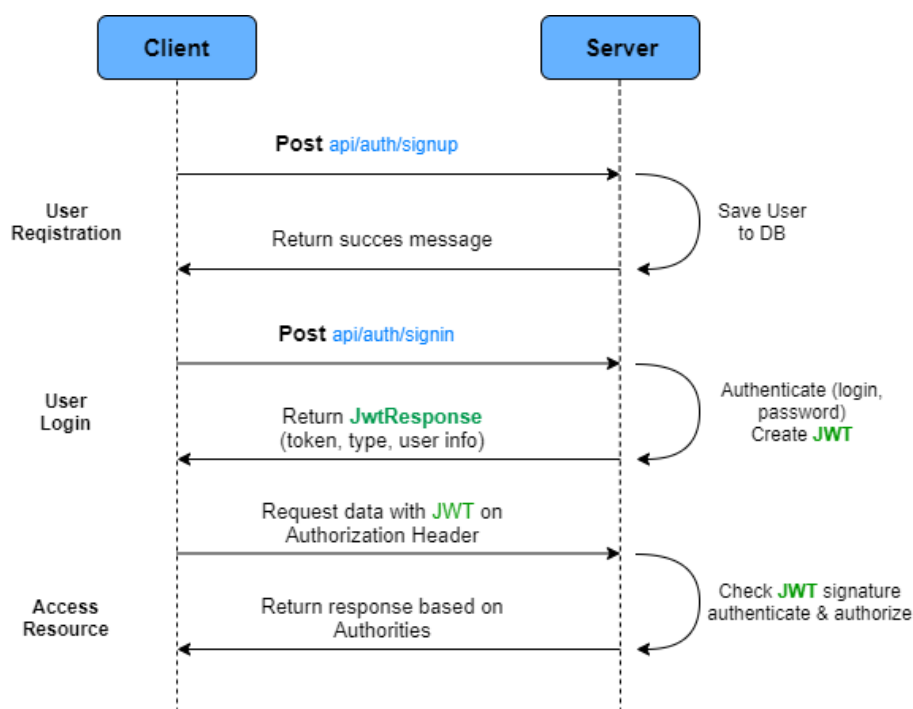 Client
Server
Post api/auth/signup
User
Reqistration
Save User
to DB
Return succes message
Post api/auth/signin
User
Login
Authenticate (login,
password)
Create JWT
Return JwtResponse
(token, type, user info)
Request data with JWT on
Authorization Header
Access
Resource
Check JWT signature
authenticate & authorize
Return response based on
Authorities